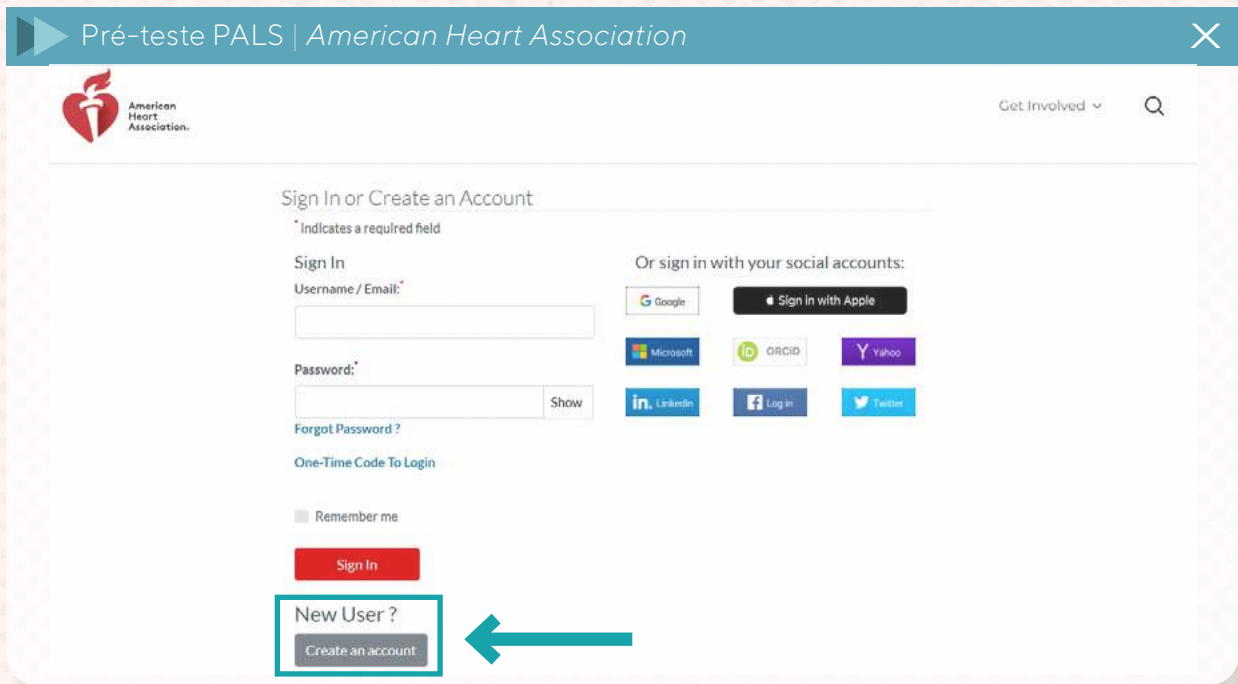 Pré-teste PALS | American Heart Association
American
Heart
Association.
Get Involved
Sign In or Create an Account
* Indicates a required field
Sign In
Username / Email:*
Password:*
Show
Forgot Password ?
One-Time Code To Login
Remember me
Sign In
New User ?
Create an account
Or sign in with your social accounts:
G Google
Sign in with Apple
Microsoft
iD ORCID
Y Yahoo
in. LinkedIn
f Log in
Twitter